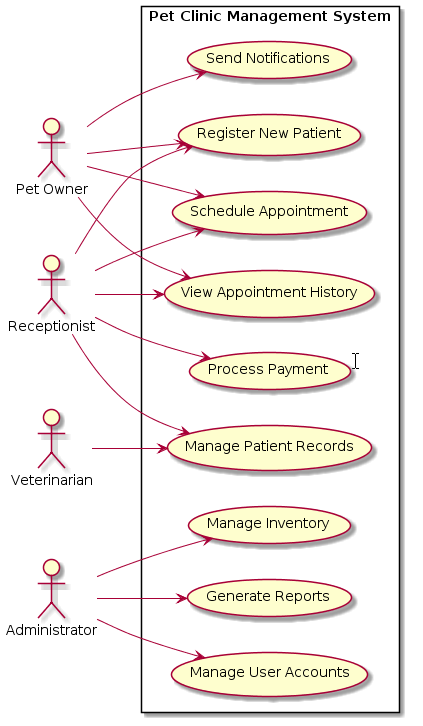 Pet Clinic Management System
Send Notifications
Register New Patient
Pet Owner
Schedule Appointment
View Appointment History
Receptionist
Process Payment
Manage Patient Records
Veterinarian
Manage Inventory
Generate Reports
Administrator
Manage User Accounts